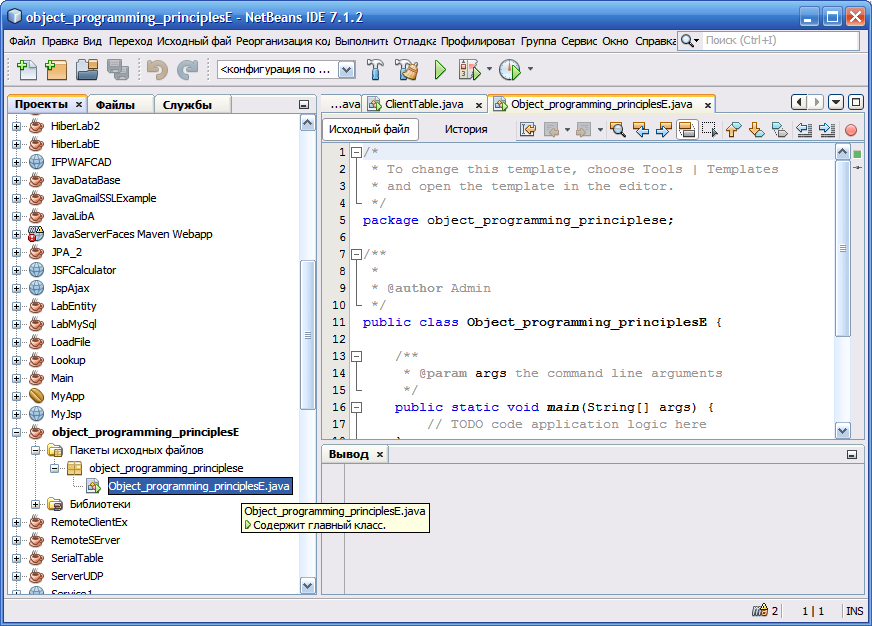 object_programming_principlesE - NetBeans IDE 7.1.2
Файл Правка Вид Переход Исходный фай Реорганизация код Выполнить Отладка Профилироват Группа Сервис Окно Справка Поиск (Ctrl+I)
<конфигурация по ...
Проекты × Файлы Службы
HiberLab2
HiberLabE
IFPWAFCAD
JavaDataBase
JavaGmailSSLExample
JavaLibA
JavaServerFaces Maven Webapp
JPA_2
JSFCalculator
JspAjax
LabEntity
LabMySql
LoadFile
Lookup
Main
MyApp
MyJsp
object_programming_principlesE
Пакеты исходных файлов
object_programming_principlese
Object_programming_principlesE.java
Библиотеки
RemoteClientEx
RemoteSErver
SerialTable
ServerUDP
Service1
Object_programming_principlesE.java
Содержит главный класс.
...ava ClientTable.java × Object_programming_principlesE.java ×
Исходный файл История
1 /*
2 * To change this template, choose Tools | Templates
3 * and open the template in the editor.
4 */
5 package object_programming_principlese;
6
7 /**
8 *
9 * @author Admin
10 */
11 public class Object_programming_principlesE {
12
13 /**
14 * @param args the command line arguments
15 */
16 public static void main(String[] args) {
17 // TODO code application logic here
18 }
Вывод ×
2 1 | 1 INS